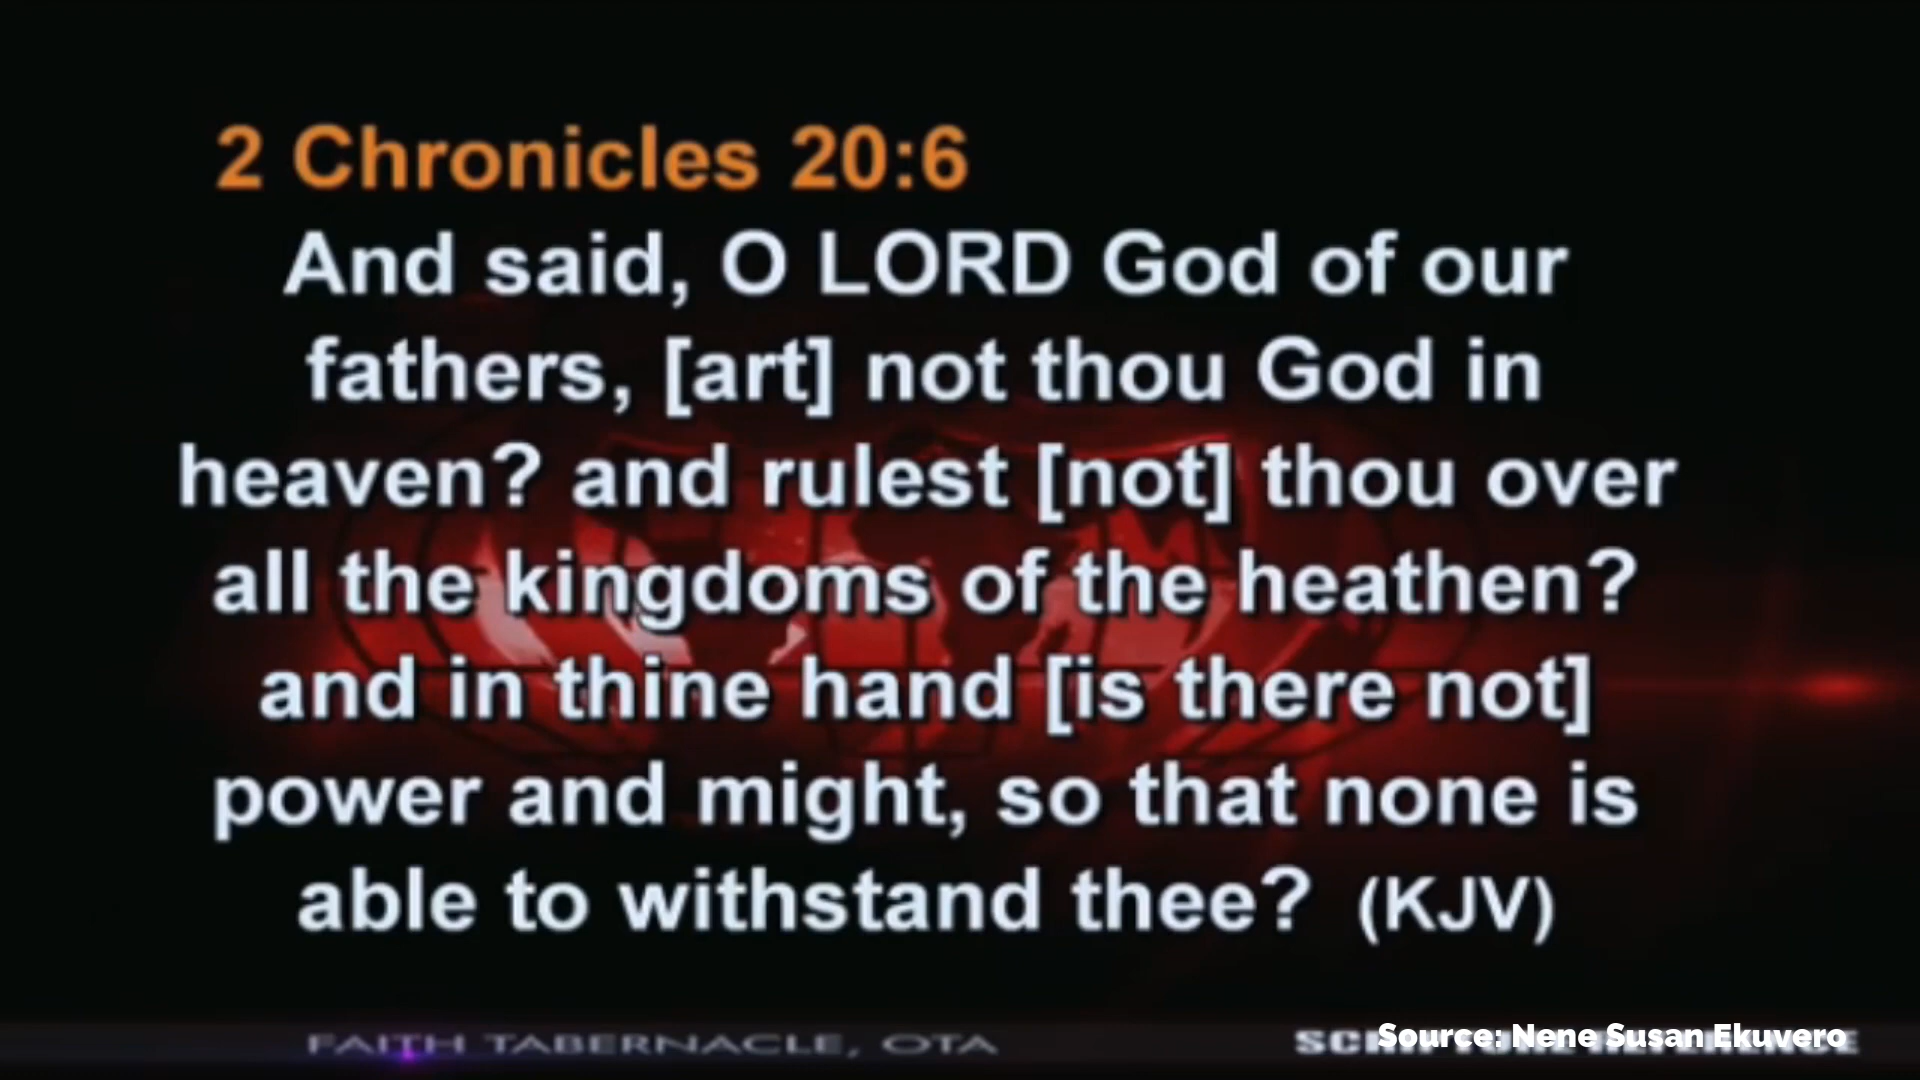 2 Chronicles 20:6
And said, O LORD God of our
fathers, [art] not thou God in
heaven? and rulest [not] thou over
all the kingdoms of the heathen?
and in thine hand [is there not]
power and might, so that none is
able to withstand thee? (KJV)
FAITH TABERNACLE, OTA
SCRIPTURE REFERENCE
Source: Nene Susan Ekuvero